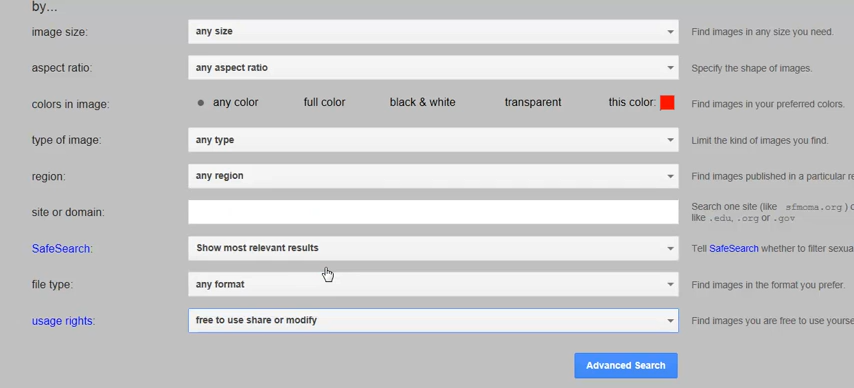 by...
image size: any size Find images in any size you need.
aspect ratio: any aspect ratio Specify the shape of images.
colors in image: any color full color black & white transparent this color: Find images in your preferred colors.
type of image: any type Limit the kind of images you find.
region: any region Find images published in a particular re
site or domain: Search one site (like sfmoma.org )
like .edu, .org or .gov
SafeSearch: Show most relevant results Tell SafeSearch whether to filter sexua
file type: any format Find images in the format you prefer.
usage rights: free to use share or modify Find images you are free to use yourse
Advanced Search